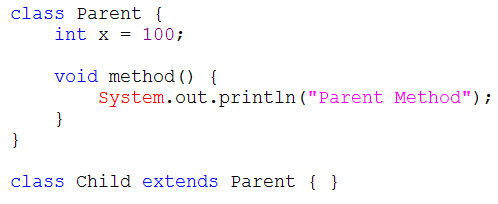 class Parent {
    int x = 100;

    void method() {
        System.out.println("Parent Method");
    }
}

class Child extends Parent { }